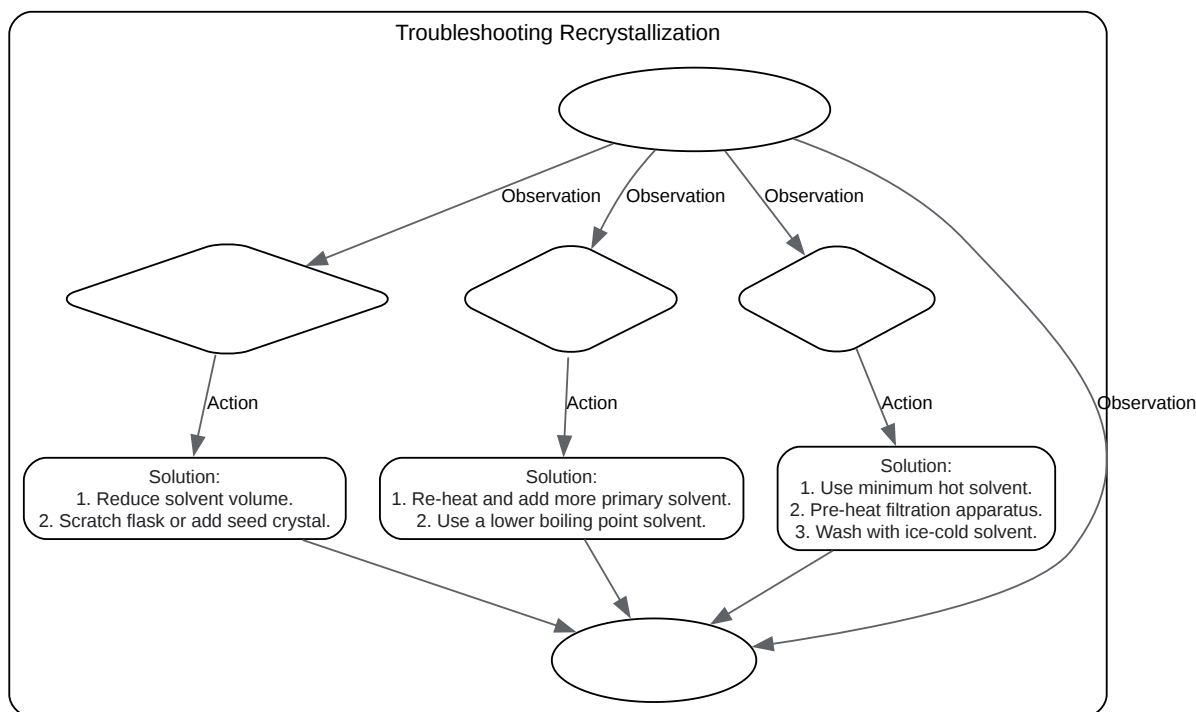 Troubleshooting Recrystallization
Observation
Observation
Observation
Observation
Action
Action
Action
Solution:
1. Reduce solvent volume.
2. Scratch flask or add seed crystal.
Solution:
1. Re-heat and add more primary solvent.
2. Use a lower boiling point solvent.
Solution:
1. Use minimum hot solvent.
2. Pre-heat filtration apparatus.
3. Wash with ice-cold solvent.